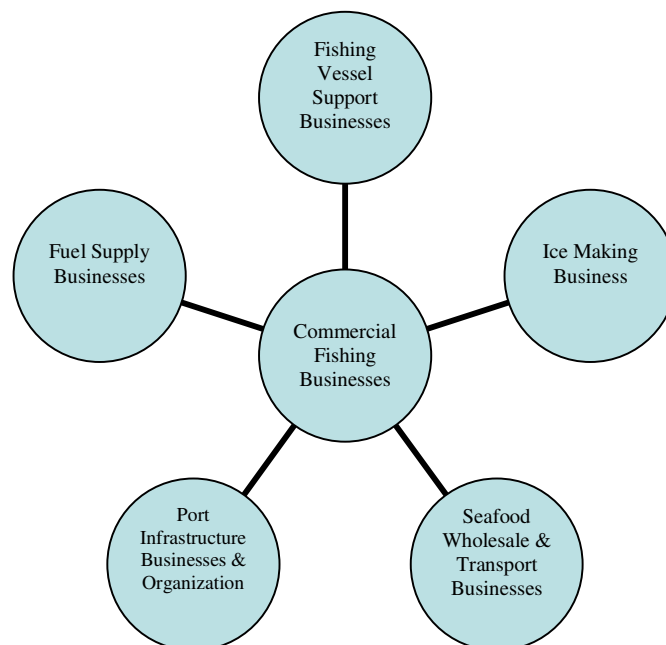 Fishing
Vessel
Support
Businesses
Fuel Supply
Businesses
Ice Making
Business
Commercial
Fishing
Businesses
Port
Infrastructure
Businesses &
Organization
Seafood
Wholesale &
Transport
Businesses